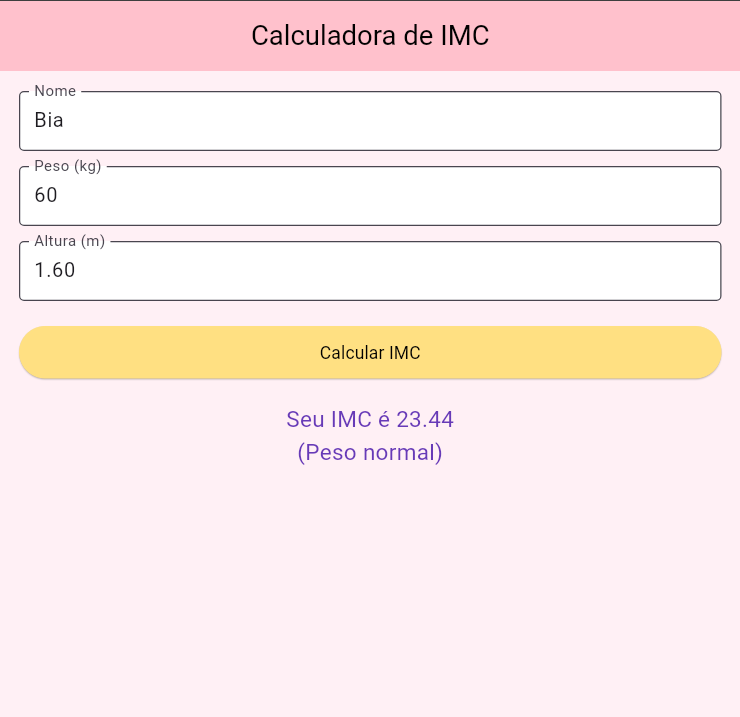 Calculadora de IMC
Nome
Bia
Peso (kg)
60
Altura (m)
1.60
Calcular IMC
Seu IMC é 23.44
(Peso normal)